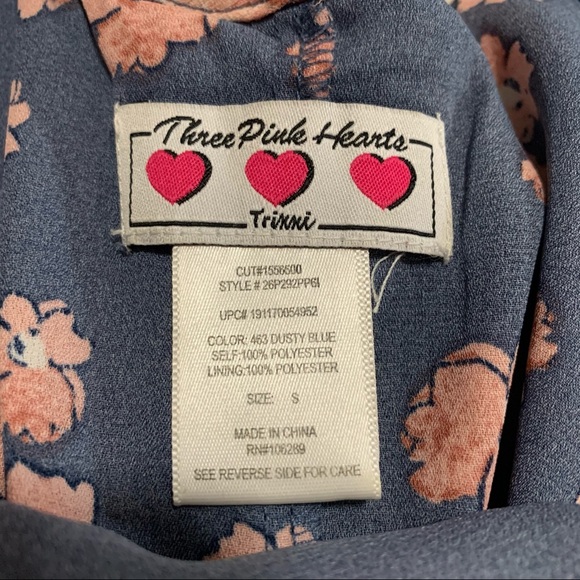 Three Pink Hearts
Trixxi
CUT#1556500
STYLE # 26P292PPGI
UPC# 191170054952
COLOR: 463 DUSTY BLUE
SELF:100% POLYESTER
LINING:100% POLYESTER
SIZE: S
MADE IN CHINA
RN#106289
SEE REVERSE SIDE FOR CARE